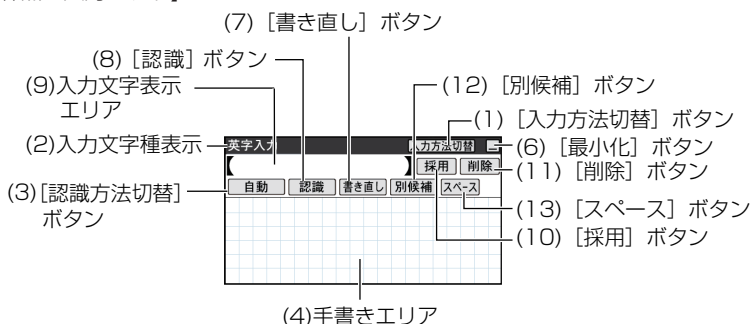 (7)［書き直し］ボタン
(8)［認識］ボタン
(9)入力文字表示
エリア
(12)［別候補］ボタン
(1)［入力方法切替］ボタン
(2)入力文字種表示
英字入力
入力方法切替
(6)［最小化］ボタン
採用 削除
(11)［削除］ボタン
(3)［認識方法切替］
ボタン
自動 認識 書き直し 別候補 スペース
(13)［スペース］ボタン
(10)［採用］ボタン
(4)手書きエリア